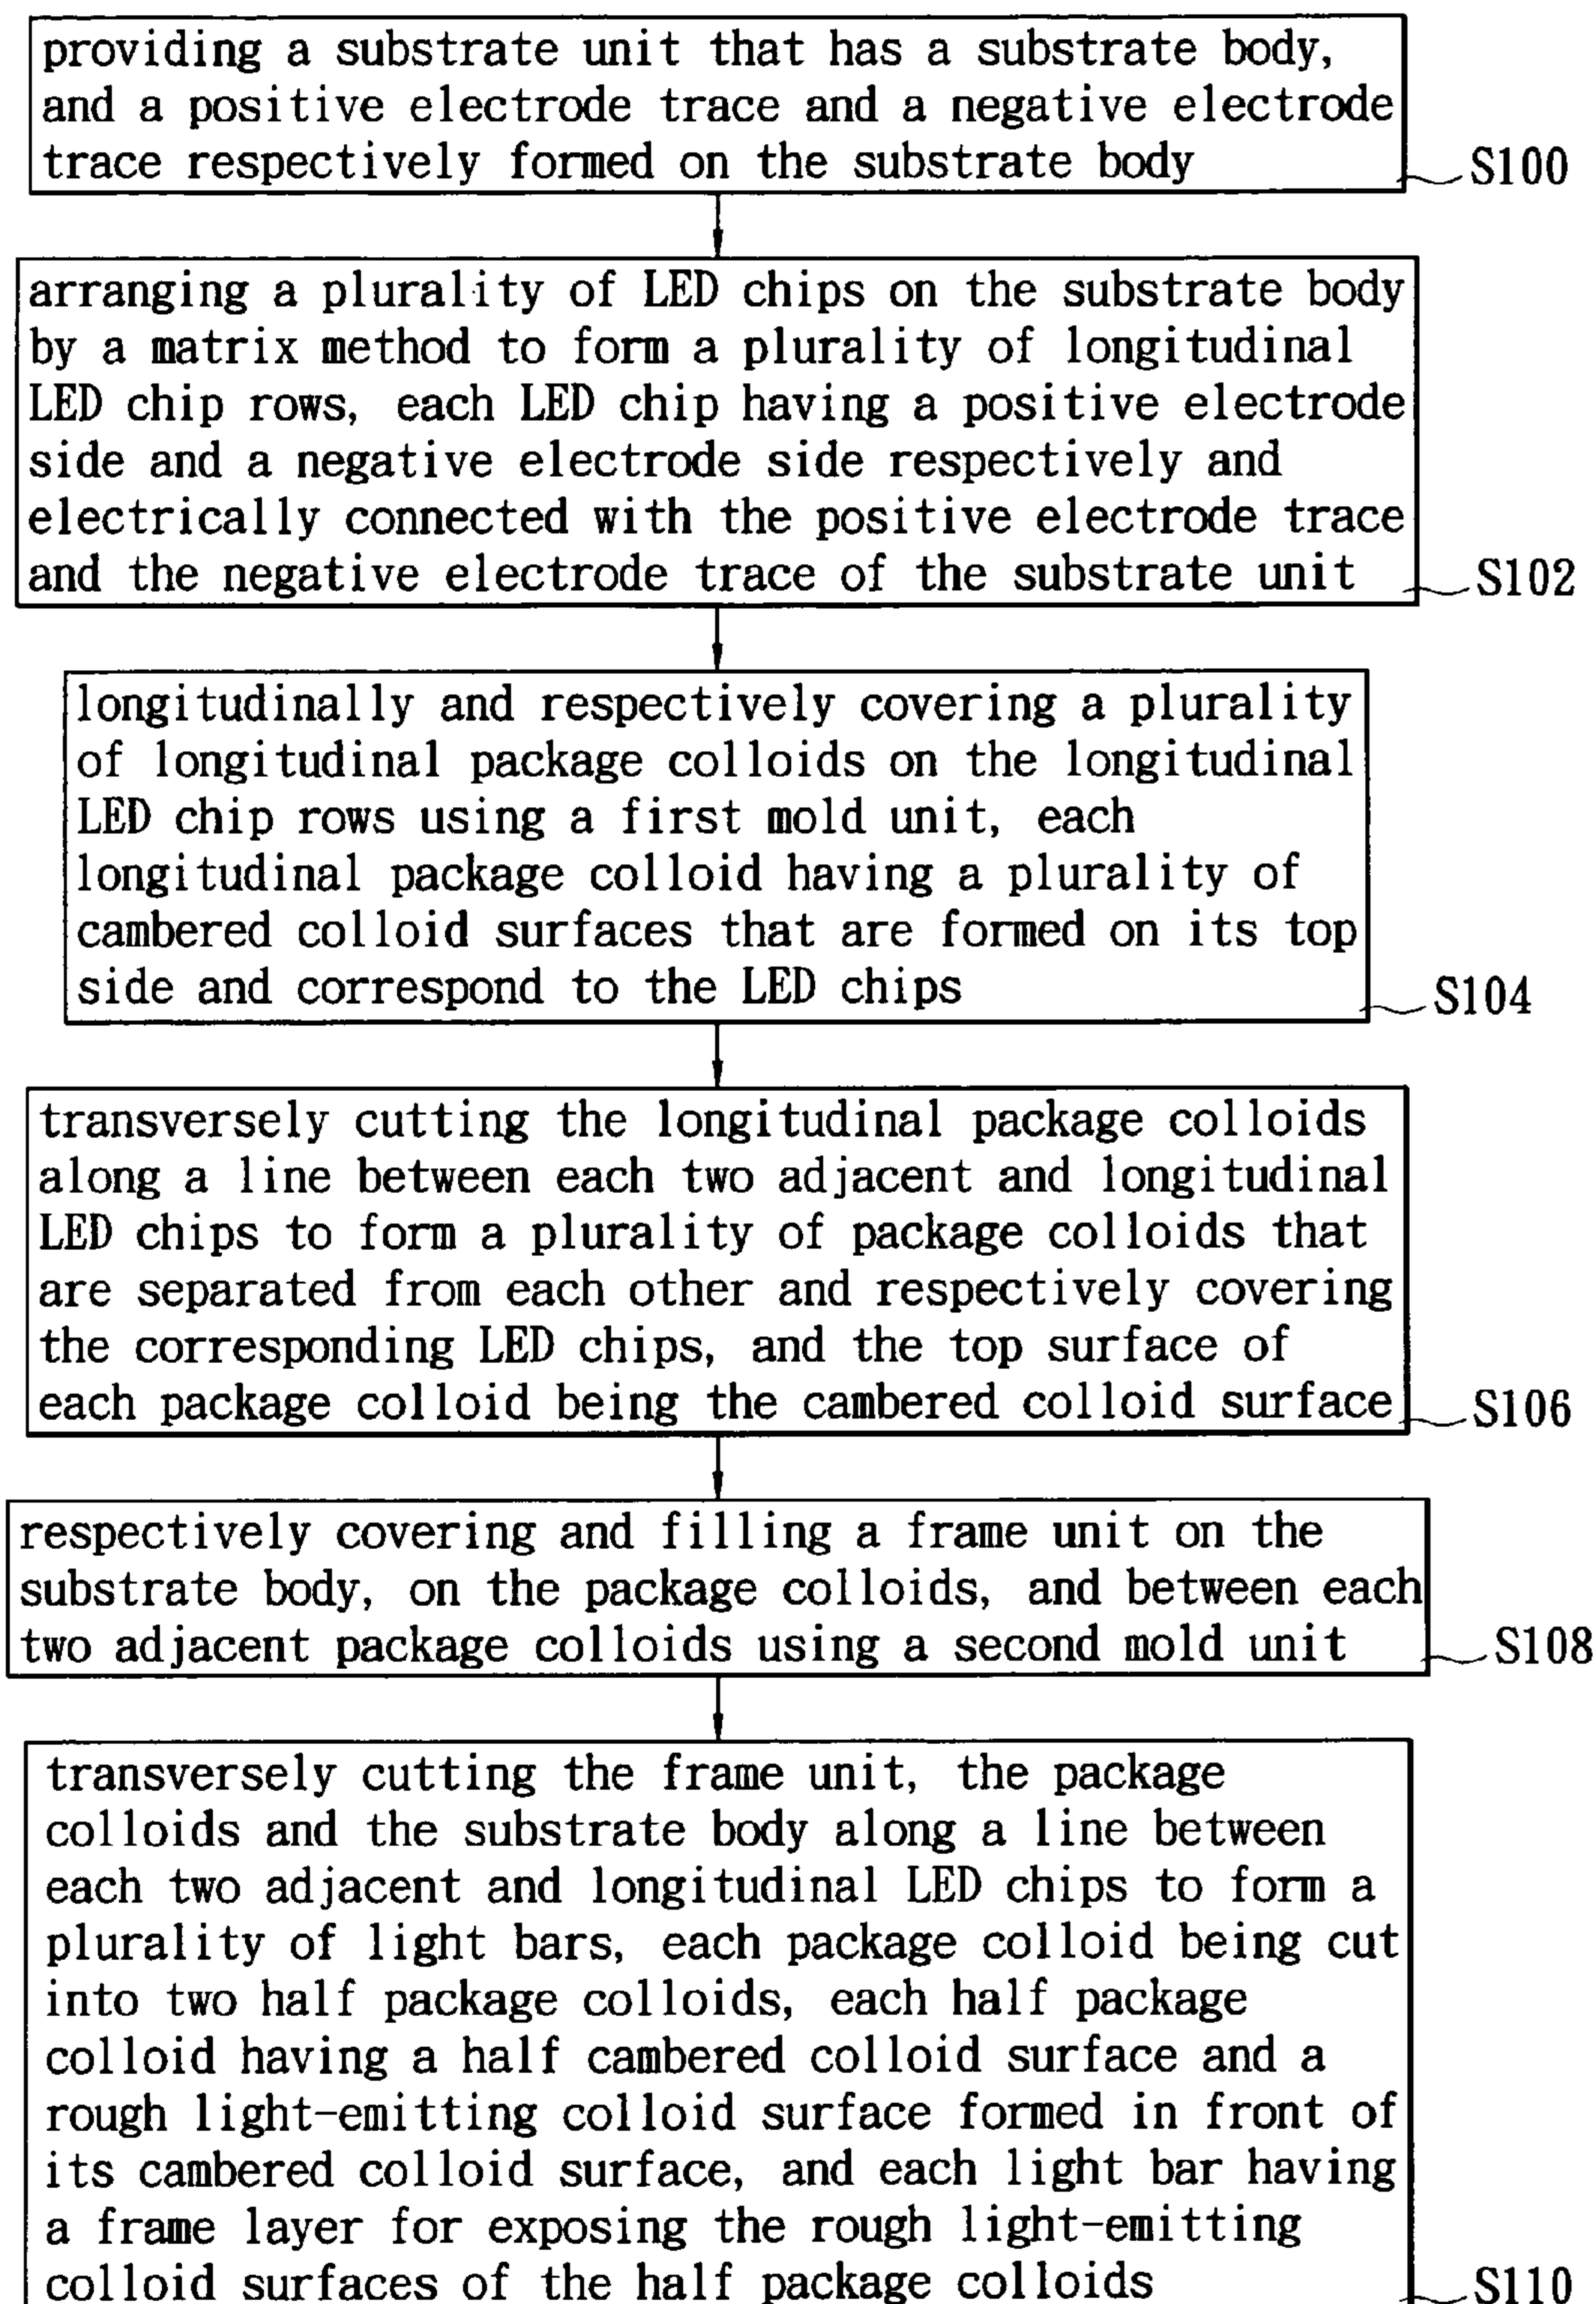 providing a substrate unit that has a substrate body,
and a positive electrode trace and a negative electrode
trace respectively formed on the substrate body
S100
arranging a plurality of LED chips on the substrate body
by a matrix method to form a plurality of longitudinal
LED chip rows, each LED chip having a positive electrode
side and a negative electrode side respectively and
electrically connected with the positive electrode trace
and the negative electrode trace of the substrate unit
S102
longitudinally and respectively covering a plurality
of longitudinal package colloids on the longitudinal
LED chip rows using a first mold unit, each
longitudinal package colloid having a plurality of
cambered colloid surfaces that are formed on its top
side and correspond to the LED chips
S104
transversely cutting the longitudinal package colloids
along a line between each two adjacent and longitudinal
LED chips to form a plurality of package colloids that
are separated from each other and respectively covering
the corresponding LED chips, and the top surface of
each package colloid being the cambered colloid surface
S106
respectively covering and filling a frame unit on the
substrate body, on the package colloids, and between each
two adjacent package colloids using a second mold unit
S108
transversely cutting the frame unit, the package
colloids and the substrate body along a line between
each two adjacent and longitudinal LED chips to form a
plurality of light bars, each package colloid being cut
into two half package colloids, each half package
colloid having a half cambered colloid surface and a
rough light-emitting colloid surface formed in front of
its cambered colloid surface, and each light bar having
a frame layer for exposing the rough light-emitting
colloid surfaces of the half package colloids
S110